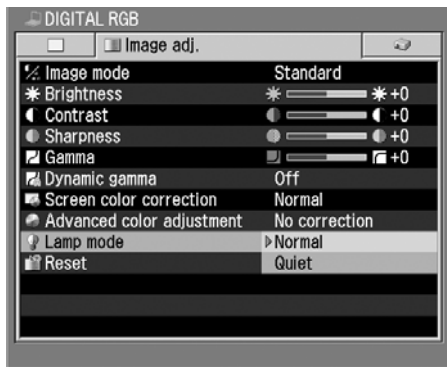 DIGITAL RGB
Image adj.
Image mode Standard
Brightness +0
Contrast +0
Sharpness +0
Gamma +0
Dynamic gamma Off
Screen color correction Normal
Advanced color adjustment No correction
Lamp mode Normal
Reset Quiet